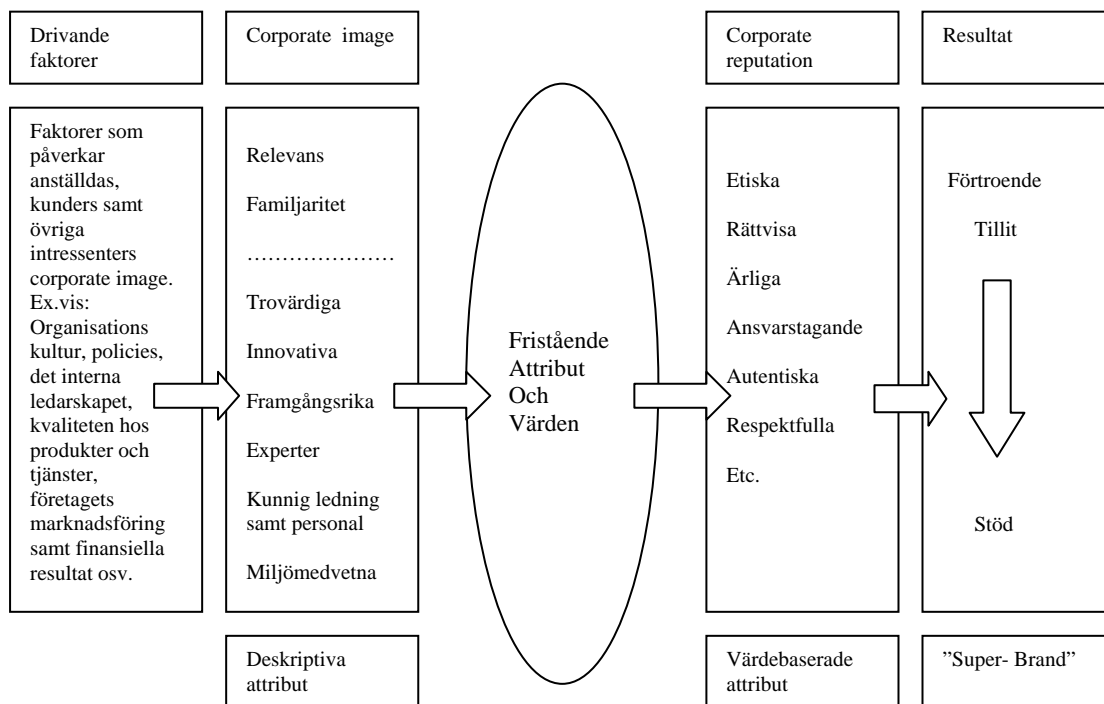 Drivande
faktorer
Corporate image
Corporate
reputation
Resultat
Faktorer som
påverkar
anställdas,
kunders samt
övriga
intressenters
corporate image.
Ex.vis:
Organisations
kultur, policies,
det interna
ledarskapet,
kvaliteten hos
produkter och
tjänster,
företagets
marknadsföring
samt finansiella
resultat osv.
Relevans
Familjaritet
…………………
Trovärdiga
Innovativa
Framgångsrika
Experter
Kunnig ledning
samt personal
Miljömedvetna
Fristående
Attribut
Och
Värden
Etiska
Rättvisa
Ärliga
Ansvarstagande
Autentiska
Respektfulla
Etc.
Förtroende
Tillit
Stöd
Deskriptiva
attribut
Värdebaserade
attribut
”Super- Brand”